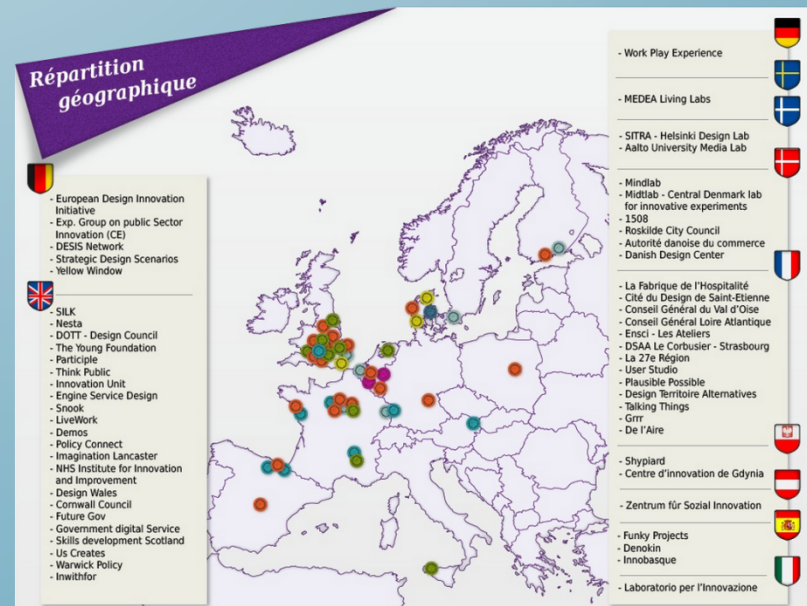 Répartition
géographique
- European Design Innovation
Initiative
- Exp. Group on public Sector
Innovation (CE)
- DESIS Network
- Strategic Design Scenarios
- Yellow Window
- SILK
- Nesta
- DOTT - Design Council
- The Young Foundation
- Participle
- Think Public
- Innovation Unit
- Engine Service Design
- Snook
- LiveWork
- Demos
- Policy Connect
- Imagination Lancaster
- NHS Institute for Innovation
and Improvement
- Design Wales
- Cornwall Council
- Future Gov
- Government digital Service
- Skills development Scotland
- Us Creates
- Warwick Policy
- Inwithfor
- Work Play Experience
- MEDEA Living Labs
- SITRA - Helsinki Design Lab
- Aalto University Media Lab
- Mindlab
- Midtlab - Central Denmark lab
for innovative experiments
- 1508
- Roskilde City Council
- Autorité danoise du commerce
- Danish Design Center
- La Fabrique de l'Hospitalité
- Cité du Design de Saint-Etienne
- Conseil Général du Val d'Oise
- Conseil Général Loire Atlantique
- Ensci - Les Ateliers
- DSAA Le Corbusier - Strasbourg
- La 27e Région
- User Studio
- Plausible Possible
- Design Territoire Alternatives
- Talking Things
- Grrr
- De l'Aire
- Shypiard
- Centre d'innovation de Gdynia
- Zentrum für Sozial Innovation
- Funky Projects
- Denokin
- Innobasque
- Laboratorio per l'Innovazione